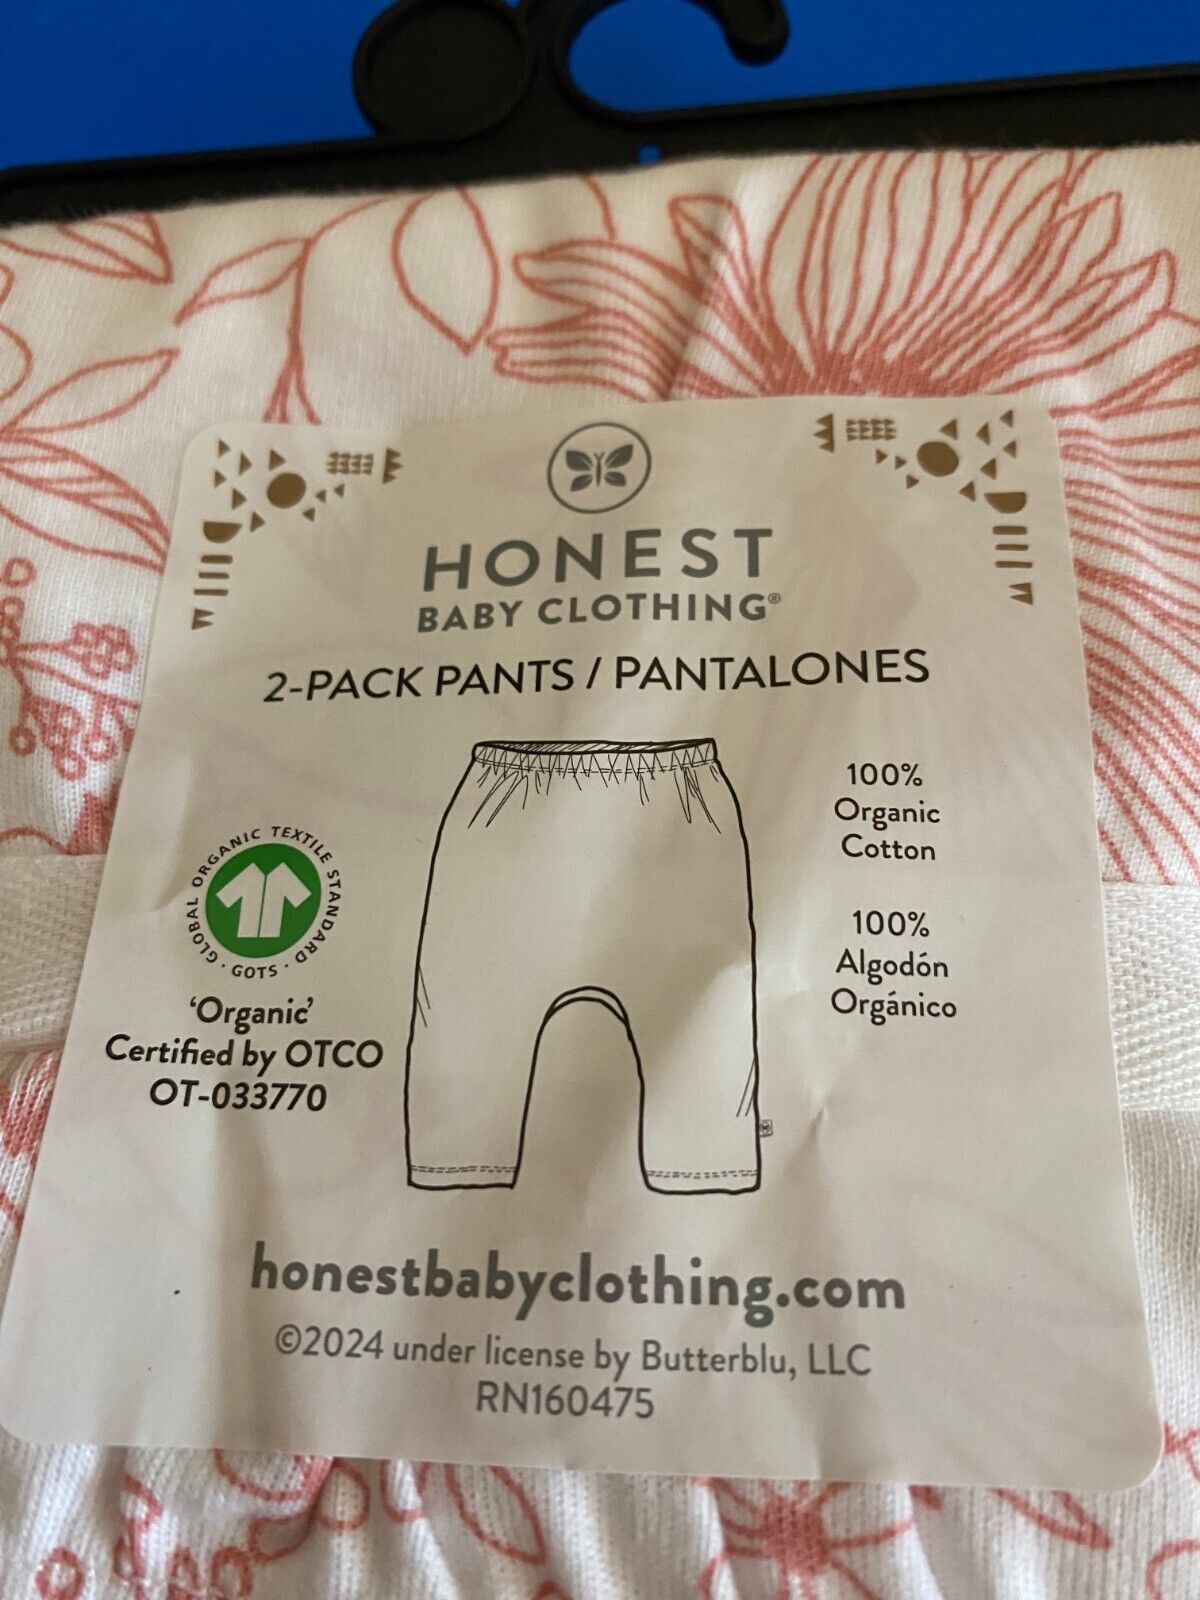 HONEST
BABY CLOTHING®
2-PACK PANTS / PANTALONES
100%
Organic
Cotton
100%
Algodón
Orgánico
GLOBAL ORGANIC TEXTILE STANDARD · GOTS ·
‘Organic’
Certified by OTCO
OT-033770
honestbabyclothing.com
©2024 under license by Butterblu, LLC
RN160475